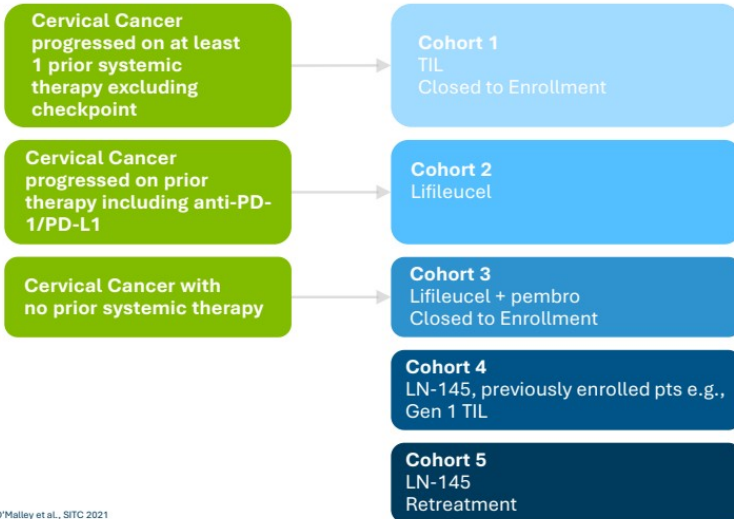 Cervical Cancer
progressed on at least
1 prior systemic
therapy excluding
checkpoint
Cohort 1
TIL
Closed to Enrollment
Cervical Cancer
progressed on prior
therapy including anti-PD-
1/PD-L1
Cohort 2
Lifileucel
Cervical Cancer with
no prior systemic therapy
Cohort 3
Lifileucel + pembro
Closed to Enrollment
Cohort 4
LN-145, previously enrolled pts e.g.,
Gen 1 TIL
Cohort 5
LN-145
Retreatment
O'Malley et al., SITC 2021